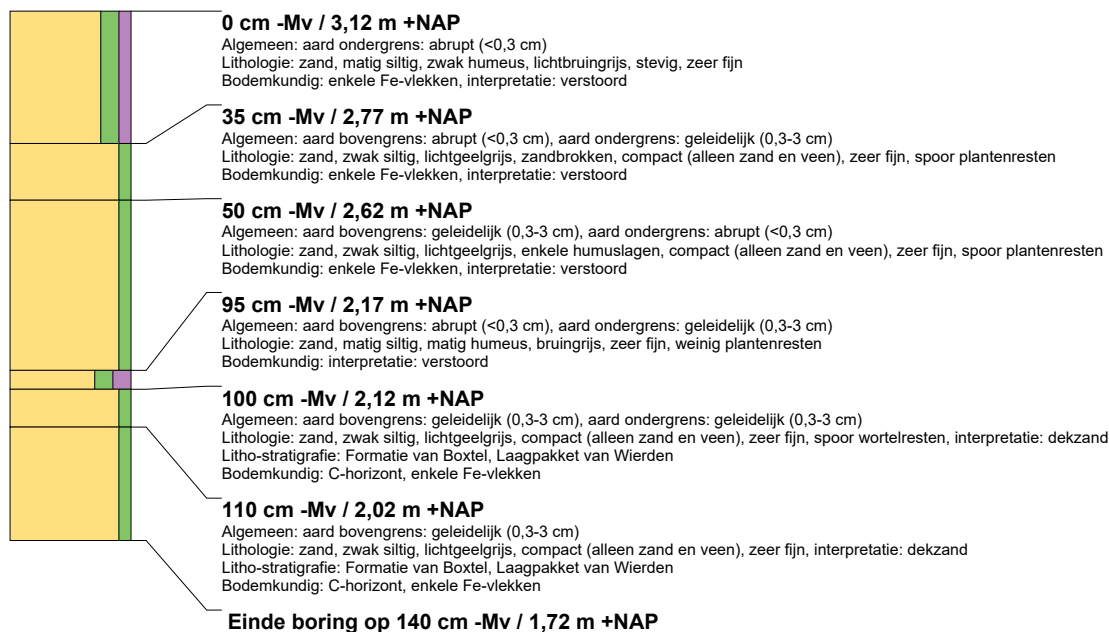 0 cm -Mv / 3,12 m +NAP
Algemeen: aard ondergrens: abrupt (<0,3 cm)
Lithologie: zand, matig siltig, zwak humeus, lichtbruingrijs, stevig, zeer fijn
Bodemkundig: enkele Fe-vlekken, interpretatie: verstoord
35 cm -Mv / 2,77 m +NAP
Algemeen: aard bovengrens: abrupt (<0,3 cm), aard ondergrens: geleidelijk (0,3-3 cm)
Lithologie: zand, zwak siltig, lichtgeelgrijs, zandbrokken, compact (alleen zand en veen), zeer fijn, spoor plantenresten
Bodemkundig: enkele Fe-vlekken, interpretatie: verstoord
50 cm -Mv / 2,62 m +NAP
Algemeen: aard bovengrens: geleidelijk (0,3-3 cm), aard ondergrens: abrupt (<0,3 cm)
Lithologie: zand, zwak siltig, lichtgeelgrijs, enkele humuslagen, compact (alleen zand en veen), zeer fijn, spoor plantenresten
Bodemkundig: enkele Fe-vlekken, interpretatie: verstoord
95 cm -Mv / 2,17 m +NAP
Algemeen: aard bovengrens: abrupt (<0,3 cm), aard ondergrens: geleidelijk (0,3-3 cm)
Lithologie: zand, matig siltig, matig humeus, bruingrijs, zeer fijn, weinig plantenresten
Bodemkundig: interpretatie: verstoord
100 cm -Mv / 2,12 m +NAP
Algemeen: aard bovengrens: geleidelijk (0,3-3 cm), aard ondergrens: geleidelijk (0,3-3 cm)
Lithologie: zand, zwak siltig, lichtgeelgrijs, compact (alleen zand en veen), zeer fijn, spoor wortelresten, interpretatie: dekzand
Litho-stratigrafie: Formatie van Boxtel, Laagpakket van Wierden
Bodemkundig: C-horizont, enkele Fe-vlekken
110 cm -Mv / 2,02 m +NAP
Algemeen: aard bovengrens: geleidelijk (0,3-3 cm)
Lithologie: zand, zwak siltig, lichtgeelgrijs, compact (alleen zand en veen), zeer fijn, interpretatie: dekzand
Litho-stratigrafie: Formatie van Boxtel, Laagpakket van Wierden
Bodemkundig: C-horizont, enkele Fe-vlekken
Einde boring op 140 cm -Mv / 1,72 m +NAP